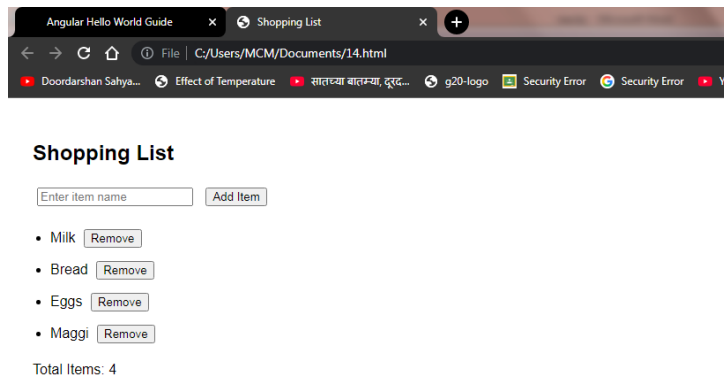 Angular Hello World Guide × Shopping List × +
File | C:/Users/MCM/Documents/14.html
Doordarshan Sahya... Effect of Temperature सातच्या बातम्या, दूरद... g20-logo Security Error Security Error Y
Shopping List
Enter item name Add Item
• Milk Remove
• Bread Remove
• Eggs Remove
• Maggi Remove
Total Items: 4